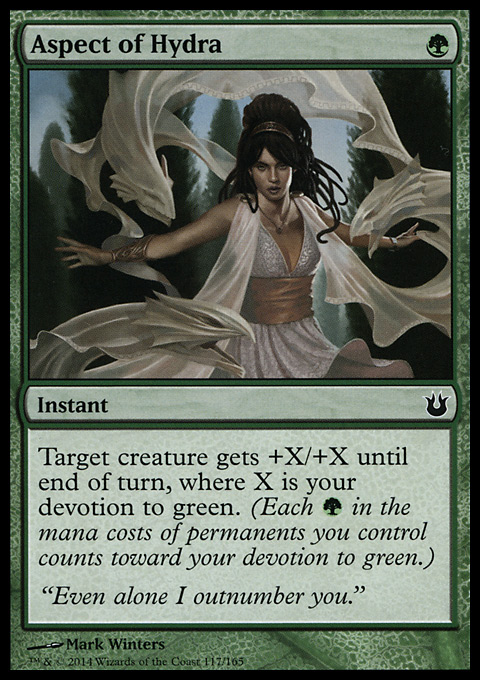 Aspect of Hydra
Instant
Target creature gets +X/+X until
end of turn, where X is your
devotion to green. (Each in the
mana costs of permanents you control
counts toward your devotion to green.)
“Even alone I outnumber you.”
Mark Winters
™ & © 2014 Wizards of the Coast 117/165